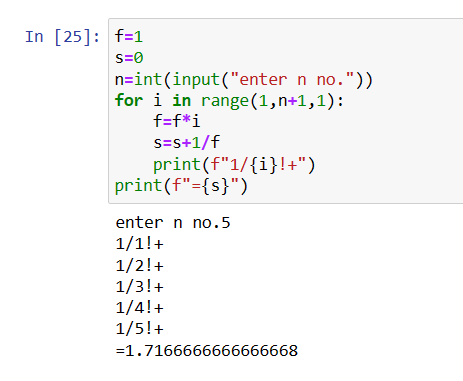 In [25]: f=1
s=0
n=int(input("enter n no."))
for i in range(1,n+1,1):
    f=f*i
    s=s+1/f
    print(f"1/{i}!+")
print(f"={s}")
enter n no.5
1/1!+
1/2!+
1/3!+
1/4!+
1/5!+
=1.7166666666666668